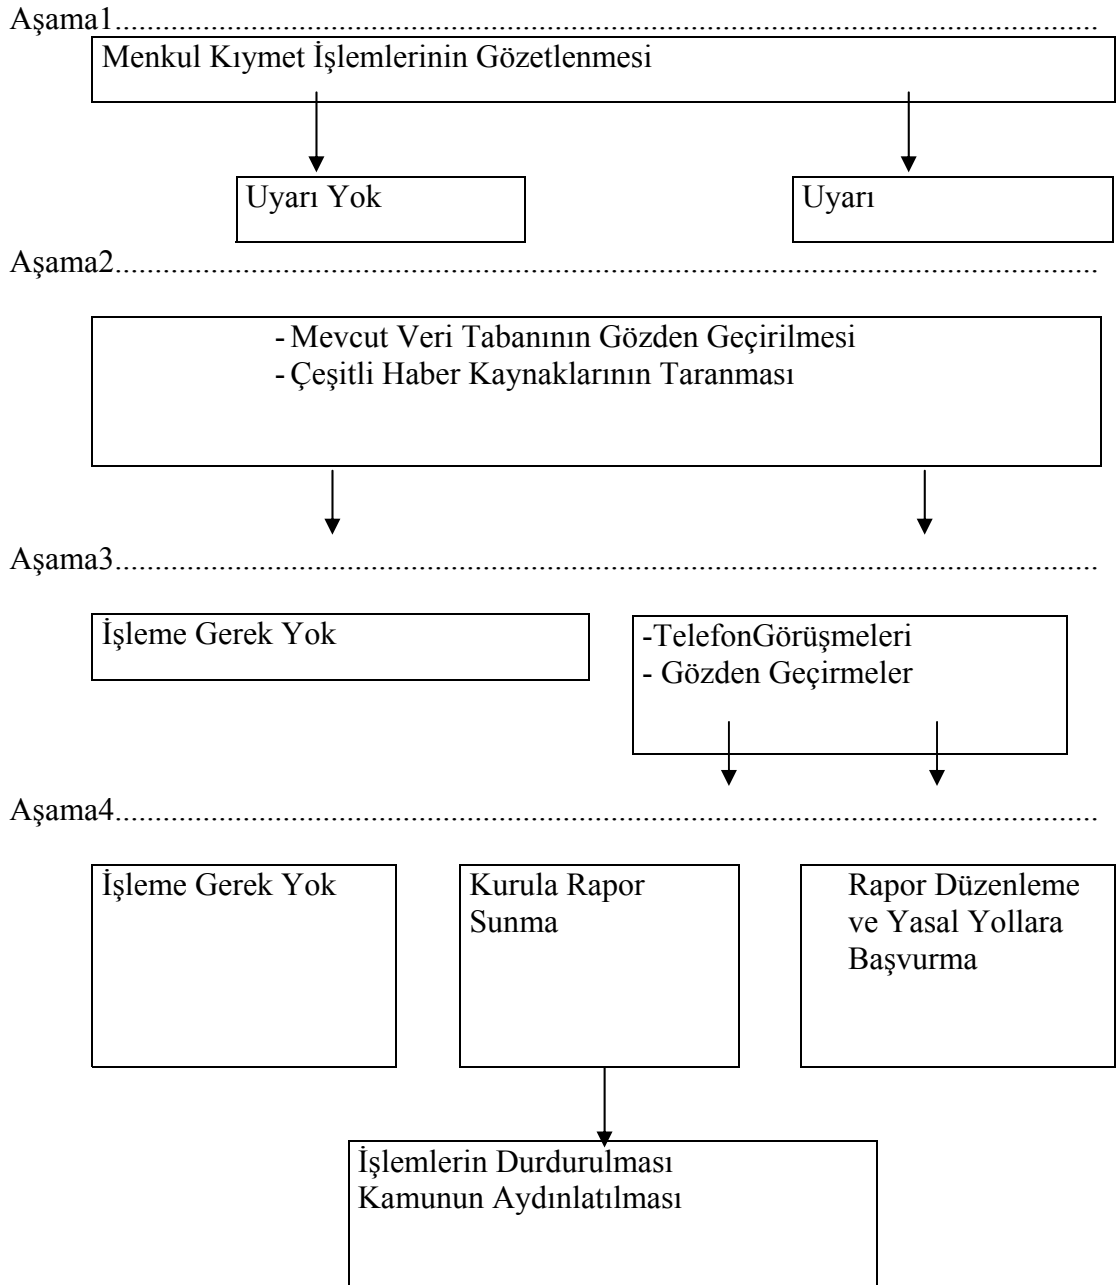 Aşama1..........................................................................................................................
Menkul Kıymet İşlemlerinin Gözetlenmesi
Uyarı Yok
Uyarı
Aşama2..........................................................................................................................
- Mevcut Veri Tabanının Gözden Geçirilmesi
- Çeşitli Haber Kaynaklarının Taranması
Aşama3..........................................................................................................................
İşleme Gerek Yok
-TelefonGörüşmeleri
- Gözden Geçirmeler
Aşama4..........................................................................................................................
İşleme Gerek Yok
Kurula Rapor
Sunma
Rapor Düzenleme
ve Yasal Yollara
Başvurma
İşlemlerin Durdurulması
Kamunun Aydınlatılması